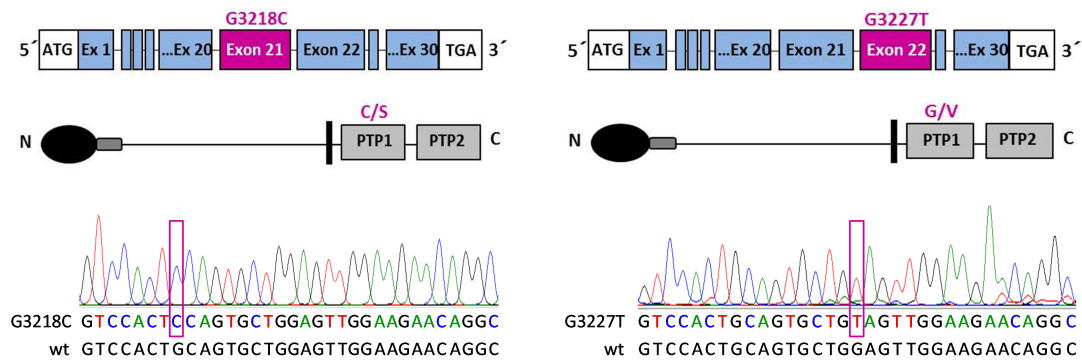 G3218C
5´ ATG Ex 1 ...Ex 20 Exon 21 Exon 22 ...Ex 30 TGA 3´
C/S
N PTP1 PTP2 C
G3218C GTCCACTCCAGTGCTGGAGTTGGAAGAACAGGC
wt GTCCACTGCAGTGCTGGAGTTGGAAGAACAGGC
G3227T
5´ ATG Ex 1 ...Ex 20 Exon 21 Exon 22 ...Ex 30 TGA 3´
G/V
N PTP1 PTP2 C
G3227T GTCCACTGCAGTGCTGTAGTTGGAAGAACAGGC
wt GTCCACTGCAGTGCTGGAGTTGGAAGAACAGGC